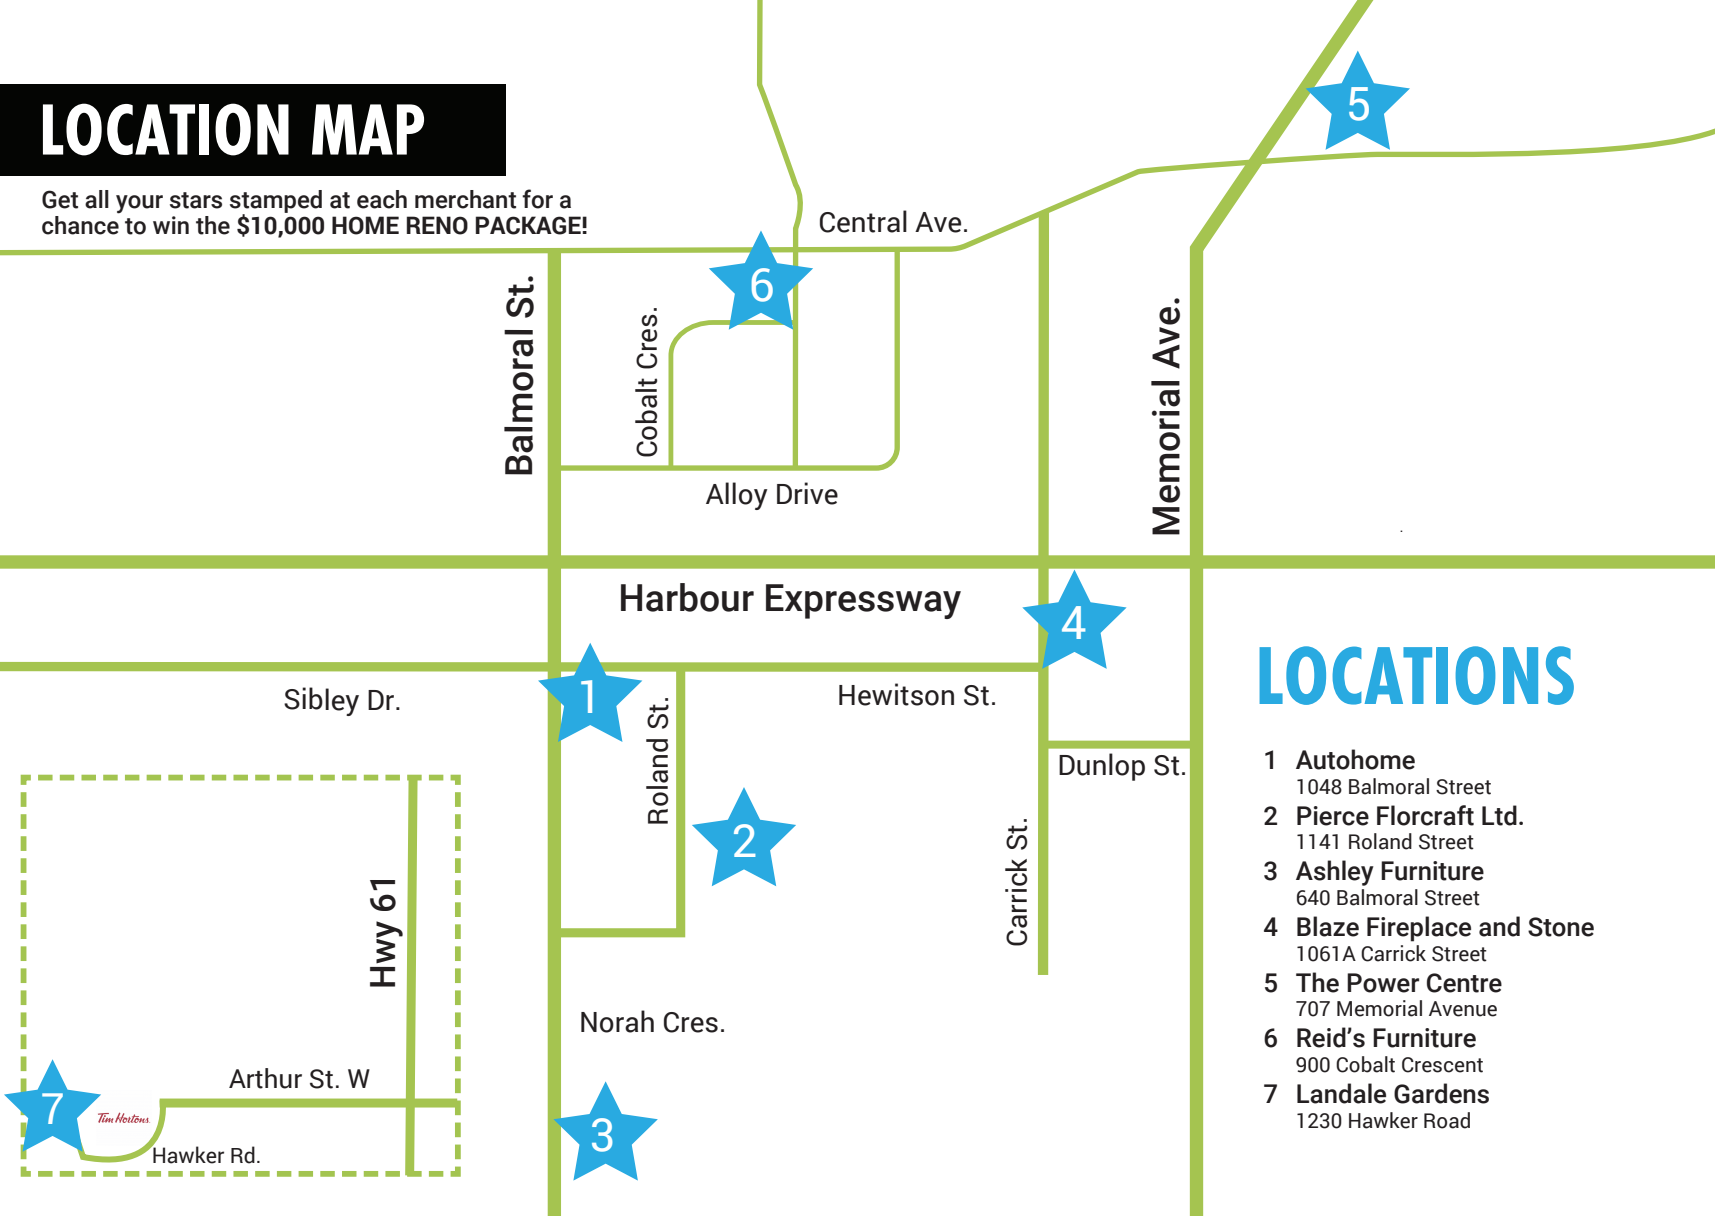 LOCATION MAP
Get all your stars stamped at each merchant for a
chance to win the $10,000 HOME RENO PACKAGE!
5
Central Ave.
6
Balmoral St.
Cobalt Cres.
Memorial Ave.
Alloy Drive
Harbour Expressway
4
Sibley Dr.
1
Roland St.
Hewitson St.
Dunlop St.
2
Carrick St.
Hwy 61
Norah Cres.
Arthur St. W
7
Tim Hortons
Hawker Rd.
3
LOCATIONS
1 Autohome
1048 Balmoral Street
2 Pierce Florcraft Ltd.
1141 Roland Street
3 Ashley Furniture
640 Balmoral Street
4 Blaze Fireplace and Stone
1061A Carrick Street
5 The Power Centre
707 Memorial Avenue
6 Reid's Furniture
900 Cobalt Crescent
7 Landale Gardens
1230 Hawker Road